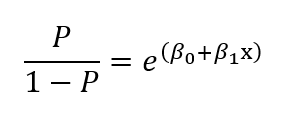 P/(1 − P) = e^(β₀+β₁x)